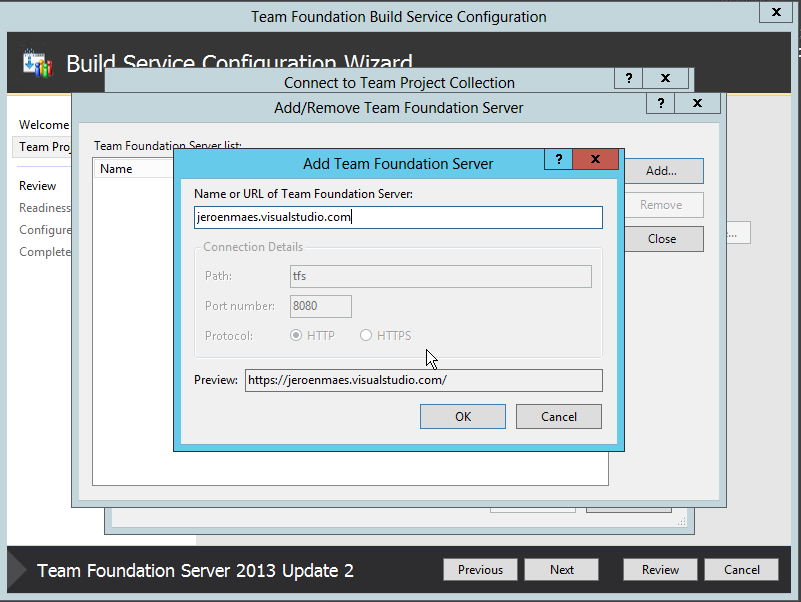 Team Foundation Build Service Configuration
x
Build Service Configuration Wizard
Connect to Team Project Collection
? x
Add/Remove Team Foundation Server
? x
Welcome
Team Proj
Review
Readiness
Configure
Complete
Team Foundation Server list:
Name
Add...
Remove
Close
...
Add Team Foundation Server
? x
Name or URL of Team Foundation Server:
jeroenmaes.visualstudio.com
Connection Details
Path: tfs
Port number: 8080
Protocol: HTTP HTTPS
Preview: https://jeroenmaes.visualstudio.com/
OK Cancel
Team Foundation Server 2013 Update 2
Previous Next Review Cancel